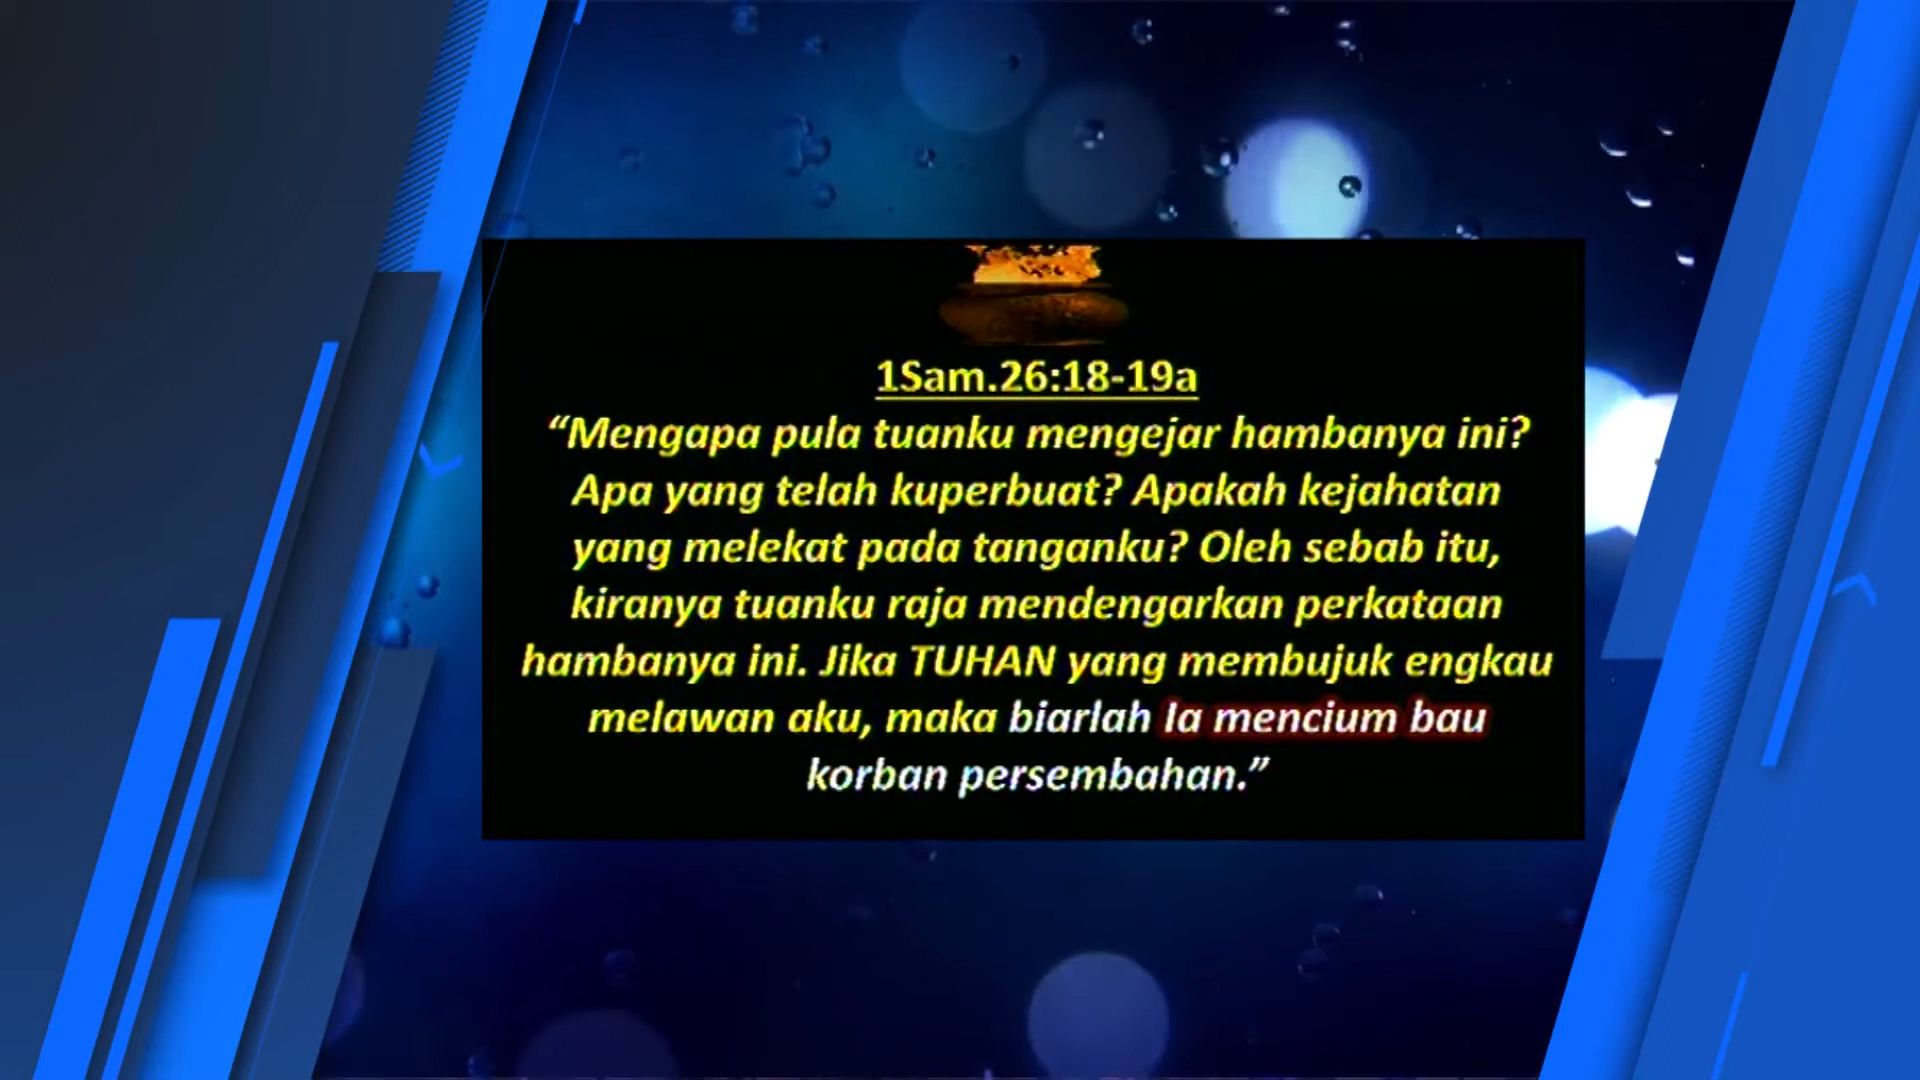 1Sam.26:18-19a
“Mengapa pula tuanku mengejar hambanya ini?
Apa yang telah kuperbuat? Apakah kejahatan
yang melekat pada tanganku? Oleh sebab itu,
kiranya tuanku raja mendengarkan perkataan
hambanya ini. Jika TUHAN yang membujuk engkau
melawan aku, maka biarlah Ia mencium bau
korban persembahan.”